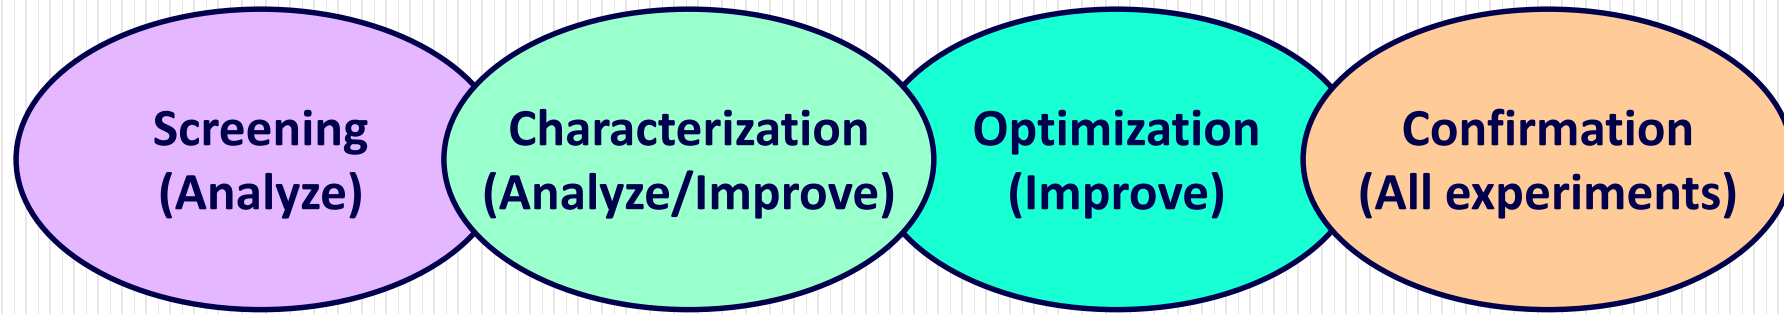 Screening
(Analyze)
Characterization
(Analyze/Improve)
Optimization
(Improve)
Confirmation
(All experiments)